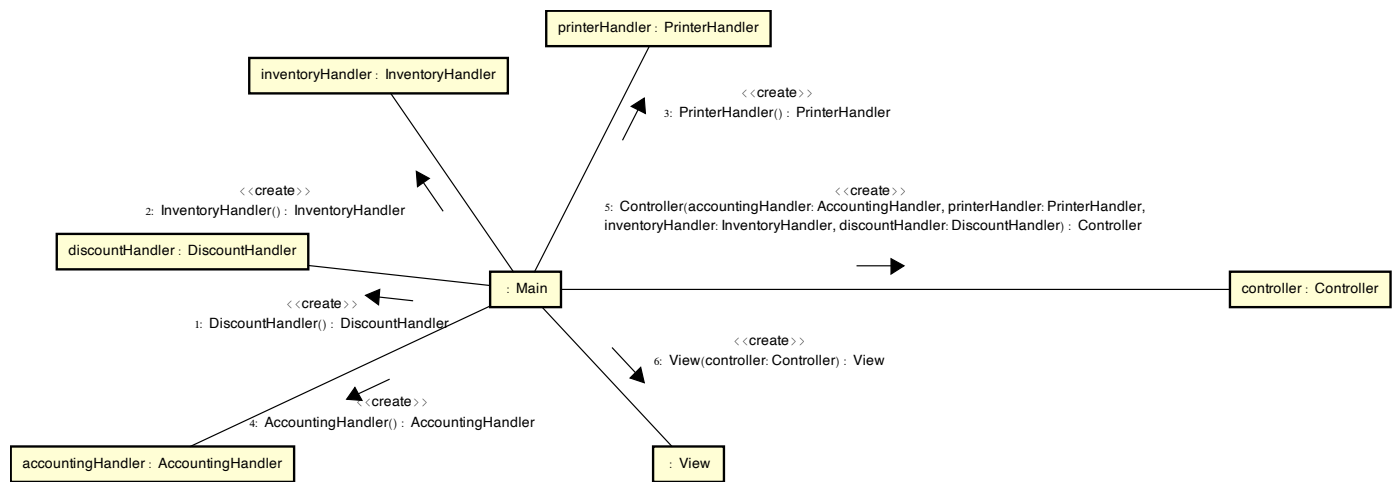 printerHandler : PrinterHandler
inventoryHandler : InventoryHandler
<<create>>
3: PrinterHandler() : PrinterHandler
<<create>>
2: InventoryHandler() : InventoryHandler
<<create>>
5: Controller(accountingHandler: AccountingHandler, printerHandler: PrinterHandler,
inventoryHandler: InventoryHandler, discountHandler: DiscountHandler) : Controller
discountHandler : DiscountHandler
: Main
controller : Controller
<<create>>
1: DiscountHandler() : DiscountHandler
<<create>>
6: View(controller: Controller) : View
<<create>>
4: AccountingHandler() : AccountingHandler
accountingHandler : AccountingHandler
: View